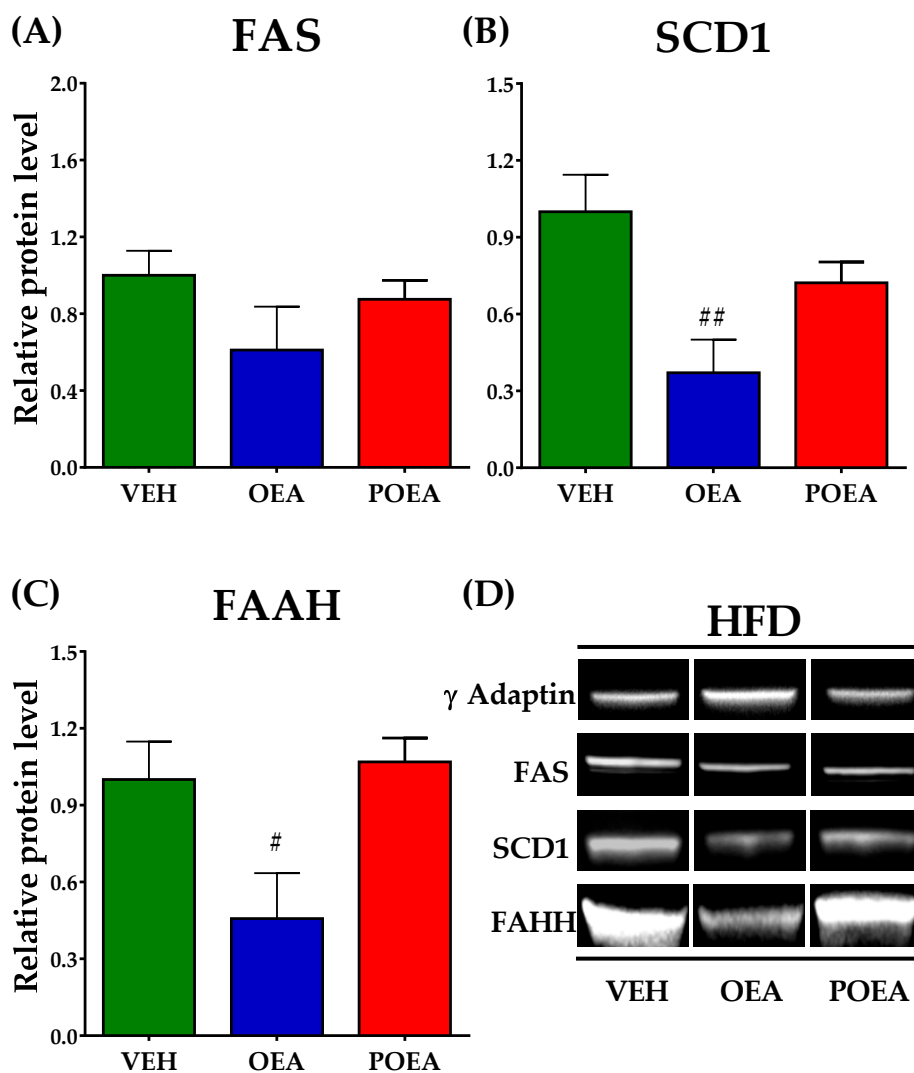 (A)
FAS
Relative protein level
2.0
1.6
1.2
0.8
0.4
0.0
VEH OEA POEA
(B)
SCD1
1.5
1.2
0.9
0.6
0.3
0.0
##
VEH OEA POEA
(C)
FAAH
Relative protein level
1.5
1.2
0.9
0.6
0.3
0.0
#
VEH OEA POEA
(D)
HFD
γ Adaptin
FAS
SCD1
FAHH
VEH OEA POEA